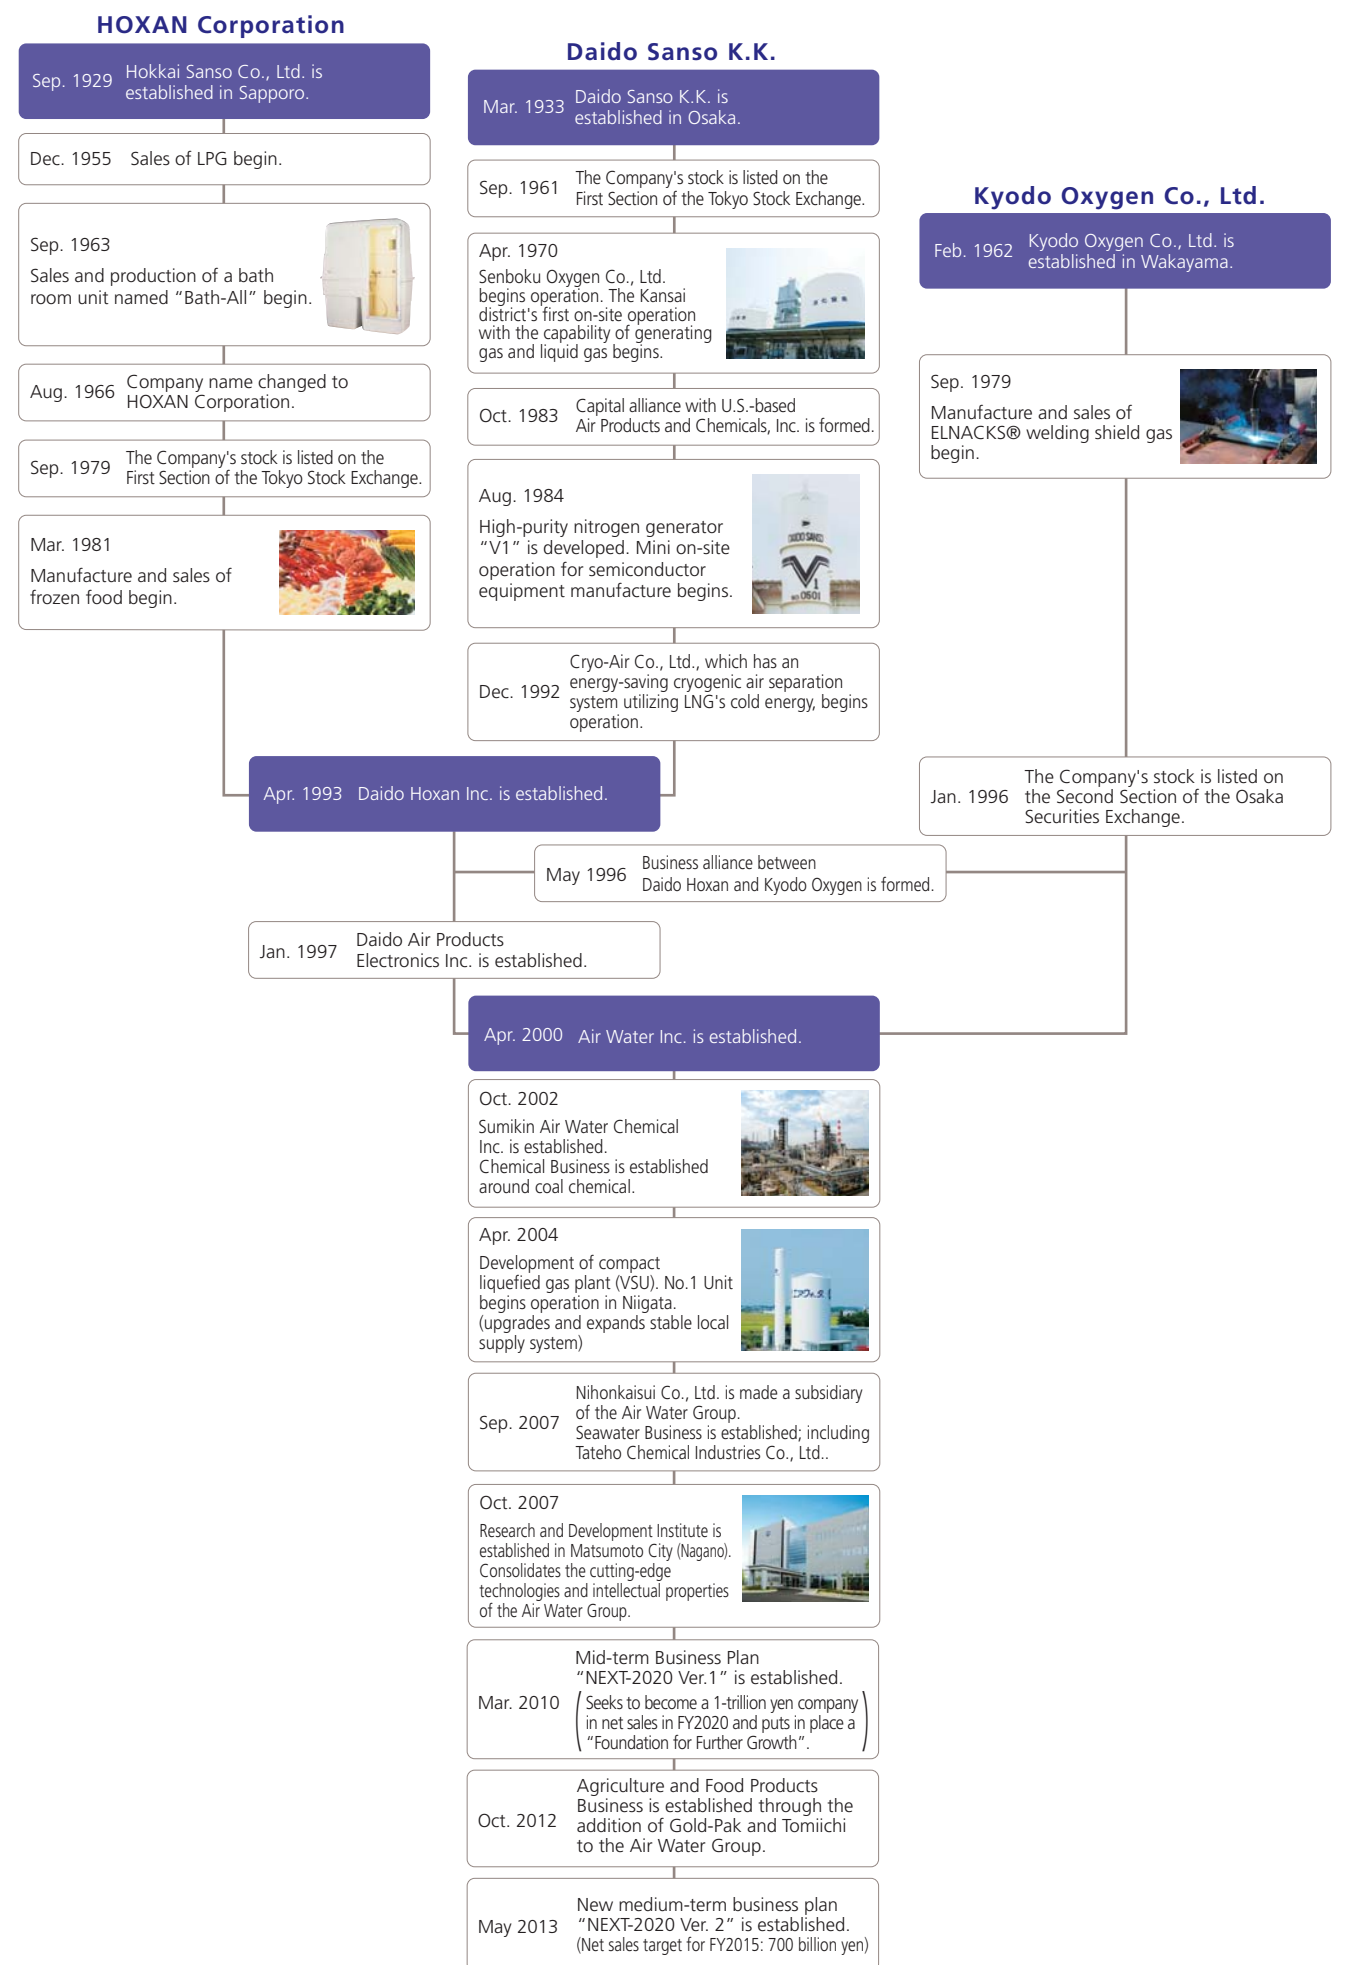 HOXAN Corporation
Sep. 1929
Hokkai Sanso Co., Ltd. is
established in Sapporo.
Dec. 1955
Sales of LPG begin.
Sep. 1963
Sales and production of a bath
room unit named “Bath-All” begin.
Aug. 1966
Company name changed to
HOXAN Corporation.
Sep. 1979
The Company's stock is listed on the
First Section of the Tokyo Stock Exchange.
Mar. 1981
Manufacture and sales of
frozen food begin.
Daido Sanso K.K.
Mar. 1933
Daido Sanso K.K. is
established in Osaka.
Sep. 1961
The Company's stock is listed on the
First Section of the Tokyo Stock Exchange.
Apr. 1970
Senboku Oxygen Co., Ltd.
begins operation. The Kansai
district's first on-site operation
with the capability of generating
gas and liquid gas begins.
Oct. 1983
Capital alliance with U.S.-based
Air Products and Chemicals, Inc. is formed.
Aug. 1984
High-purity nitrogen generator
“V1” is developed. Mini on-site
operation for semiconductor
equipment manufacture begins.
DAIDO SANSO
V1
NO 0601
Dec. 1992
Cryo-Air Co., Ltd., which has an
energy-saving cryogenic air separation
system utilizing LNG's cold energy, begins
operation.
Kyodo Oxygen Co., Ltd.
Feb. 1962
Kyodo Oxygen Co., Ltd. is
established in Wakayama.
Sep. 1979
Manufacture and sales of
ELNACKS® welding shield gas
begin.
Jan. 1996
The Company's stock is listed on
the Second Section of the Osaka
Securities Exchange.
Apr. 1993
Daido Hoxan Inc. is established.
May 1996
Business alliance between
Daido Hoxan and Kyodo Oxygen is formed.
Jan. 1997
Daido Air Products
Electronics Inc. is established.
Apr. 2000
Air Water Inc. is established.
Oct. 2002
Sumikin Air Water Chemical
Inc. is established.
Chemical Business is established
around coal chemical.
Apr. 2004
Development of compact
liquefied gas plant (VSU). No.1 Unit
begins operation in Niigata.
(upgrades and expands stable local
supply system)
Sep. 2007
Nihonkaisui Co., Ltd. is made a subsidiary
of the Air Water Group.
Seawater Business is established; including
Tateho Chemical Industries Co., Ltd..
Oct. 2007
Research and Development Institute is
established in Matsumoto City (Nagano).
Consolidates the cutting-edge
technologies and intellectual properties
of the Air Water Group.
Mar. 2010
Mid-term Business Plan
“NEXT-2020 Ver.1” is established.
(Seeks to become a 1-trillion yen company
in net sales in FY2020 and puts in place a
“Foundation for Further Growth”.)
Oct. 2012
Agriculture and Food Products
Business is established through the
addition of Gold-Pak and Tomiichi
to the Air Water Group.
May 2013
New medium-term business plan
“NEXT-2020 Ver. 2” is established.
(Net sales target for FY2015: 700 billion yen)